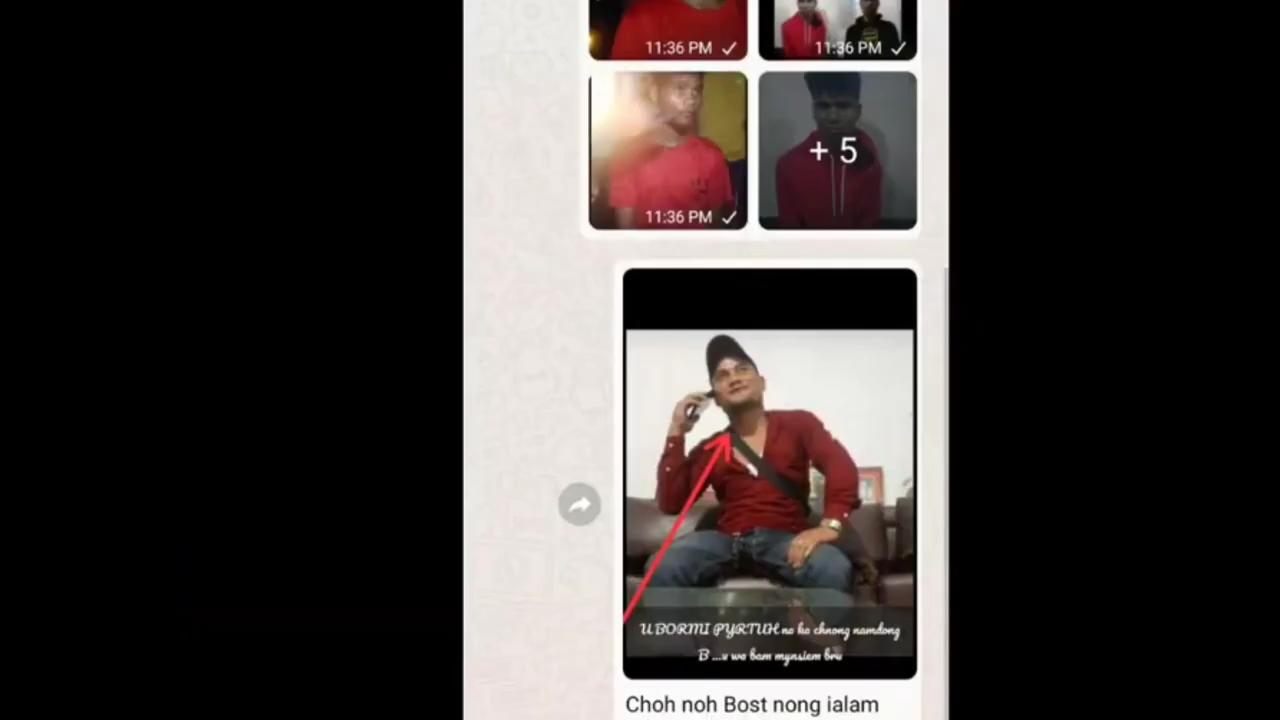 11:36 PM
11:36 PM
11:36 PM
+ 5
U BORMI PYRTUH na ka chnong namdong
B ...u wa bam mynsiem bru
Choh noh Bost nong ialam